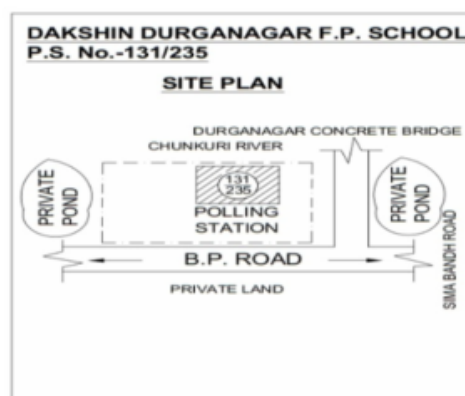 DAKSHIN DURGANAGAR F.P. SCHOOL
P.S. No.-131/235
SITE PLAN
DURGANAGAR CONCRETE BRIDGE
CHUNKURI RIVER
PRIVATE
POND
131
235
POLLING
STATION
PRIVATE
POND
B.P. ROAD
SIMA BANDH ROAD
PRIVATE LAND